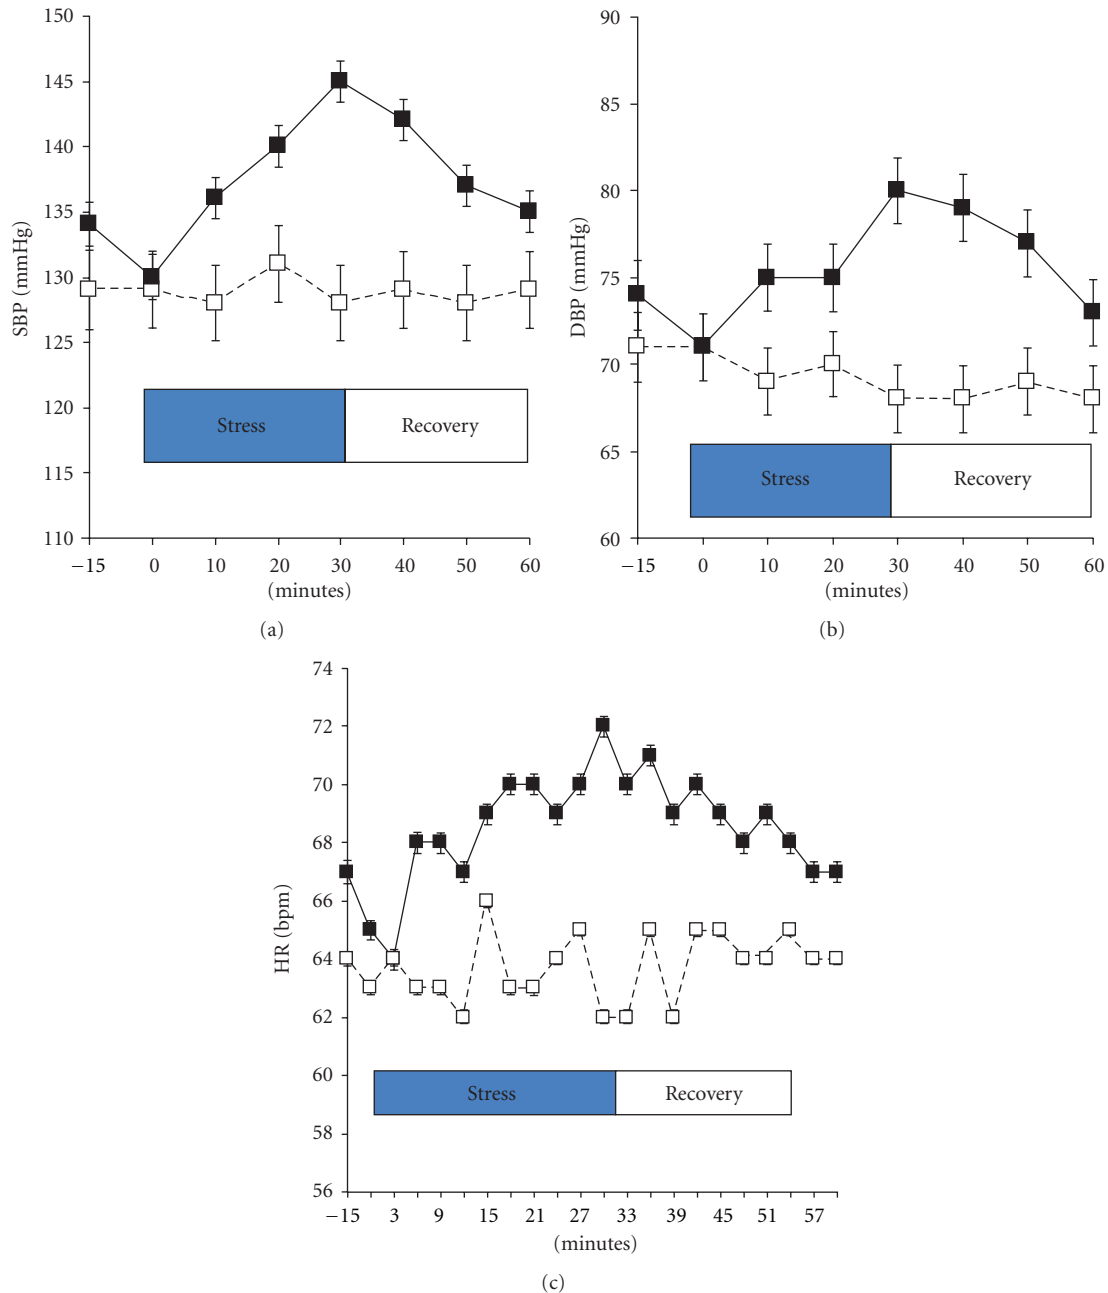 150
145
140
135
130
125
120
115
110
SBP (mmHg)
Stress
Recovery
−15 0 10 20 30 40 50 60
(minutes)
(a)
90
85
80
75
70
65
60
DBP (mmHg)
Stress
Recovery
−15 0 10 20 30 40 50 60
(minutes)
(b)
74
72
70
68
66
64
62
60
58
56
HR (bpm)
Stress
Recovery
−15 3 9 15 21 27 33 39 45 51 57
(minutes)
(c)